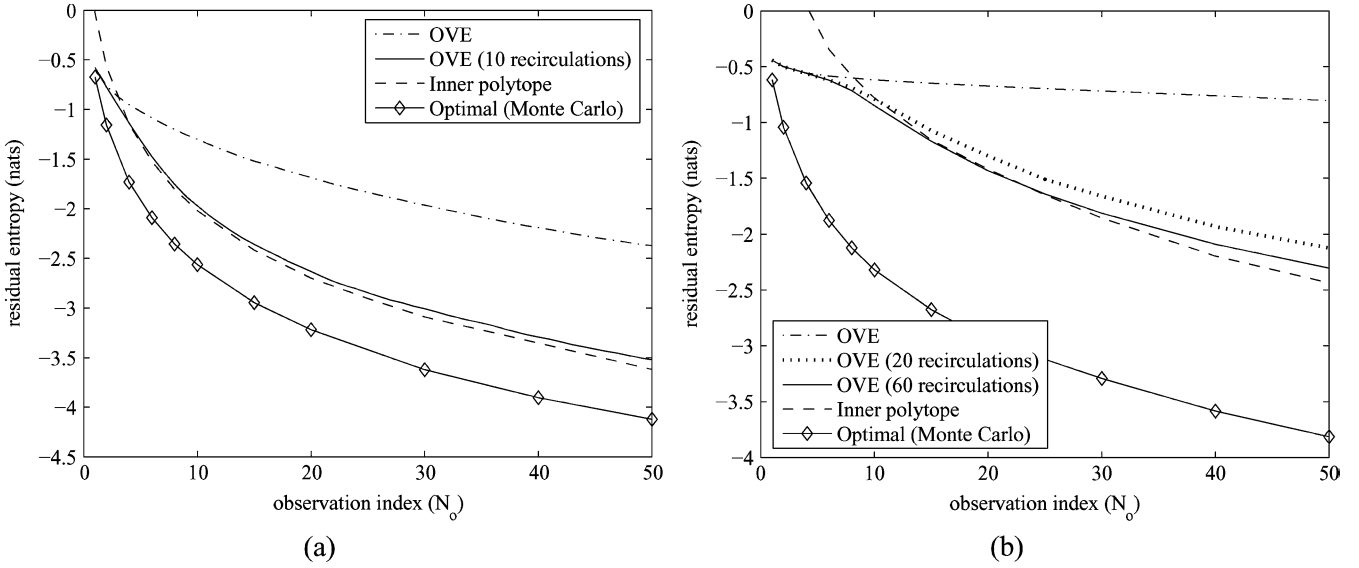 0
−0.5
−1
−1.5
−2
−2.5
−3
−3.5
−4
−4.5
residual entropy (nats)
OVE
OVE (10 recirculations)
Inner polytope
Optimal (Monte Carlo)
0 10 20 30 40 50
observation index (No)
(a)
0
−0.5
−1
−1.5
−2
−2.5
−3
−3.5
−4
residual entropy (nats)
OVE
OVE (20 recirculations)
OVE (60 recirculations)
Inner polytope
Optimal (Monte Carlo)
0 10 20 30 40 50
observation index (No)
(b)